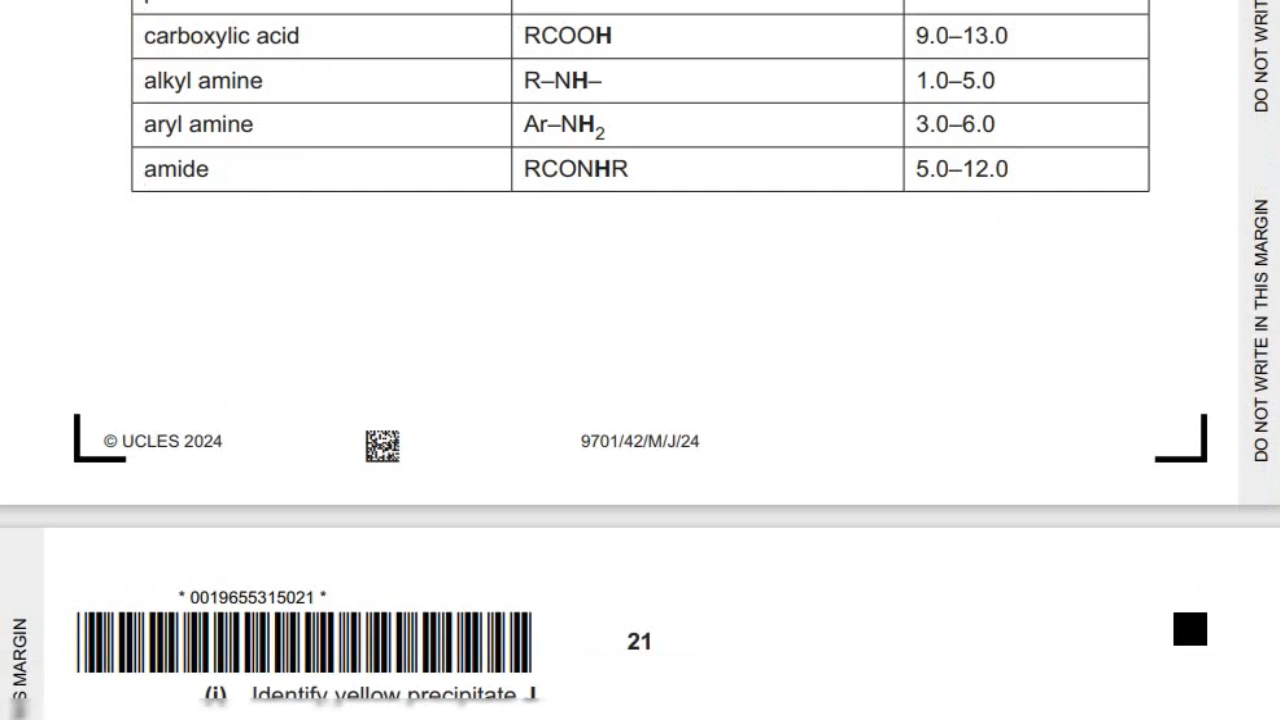 carboxylic acid RCOOH 9.0–13.0
alkyl amine R–NH– 1.0–5.0
aryl amine Ar–NH2 3.0–6.0
amide RCONHR 5.0–12.0
DO NOT WRITE IN THIS MARGIN
© UCLES 2024 9701/42/M/J/24
* 0019655315021 *
21
MARGIN
(i) Identify yellow precipitate J